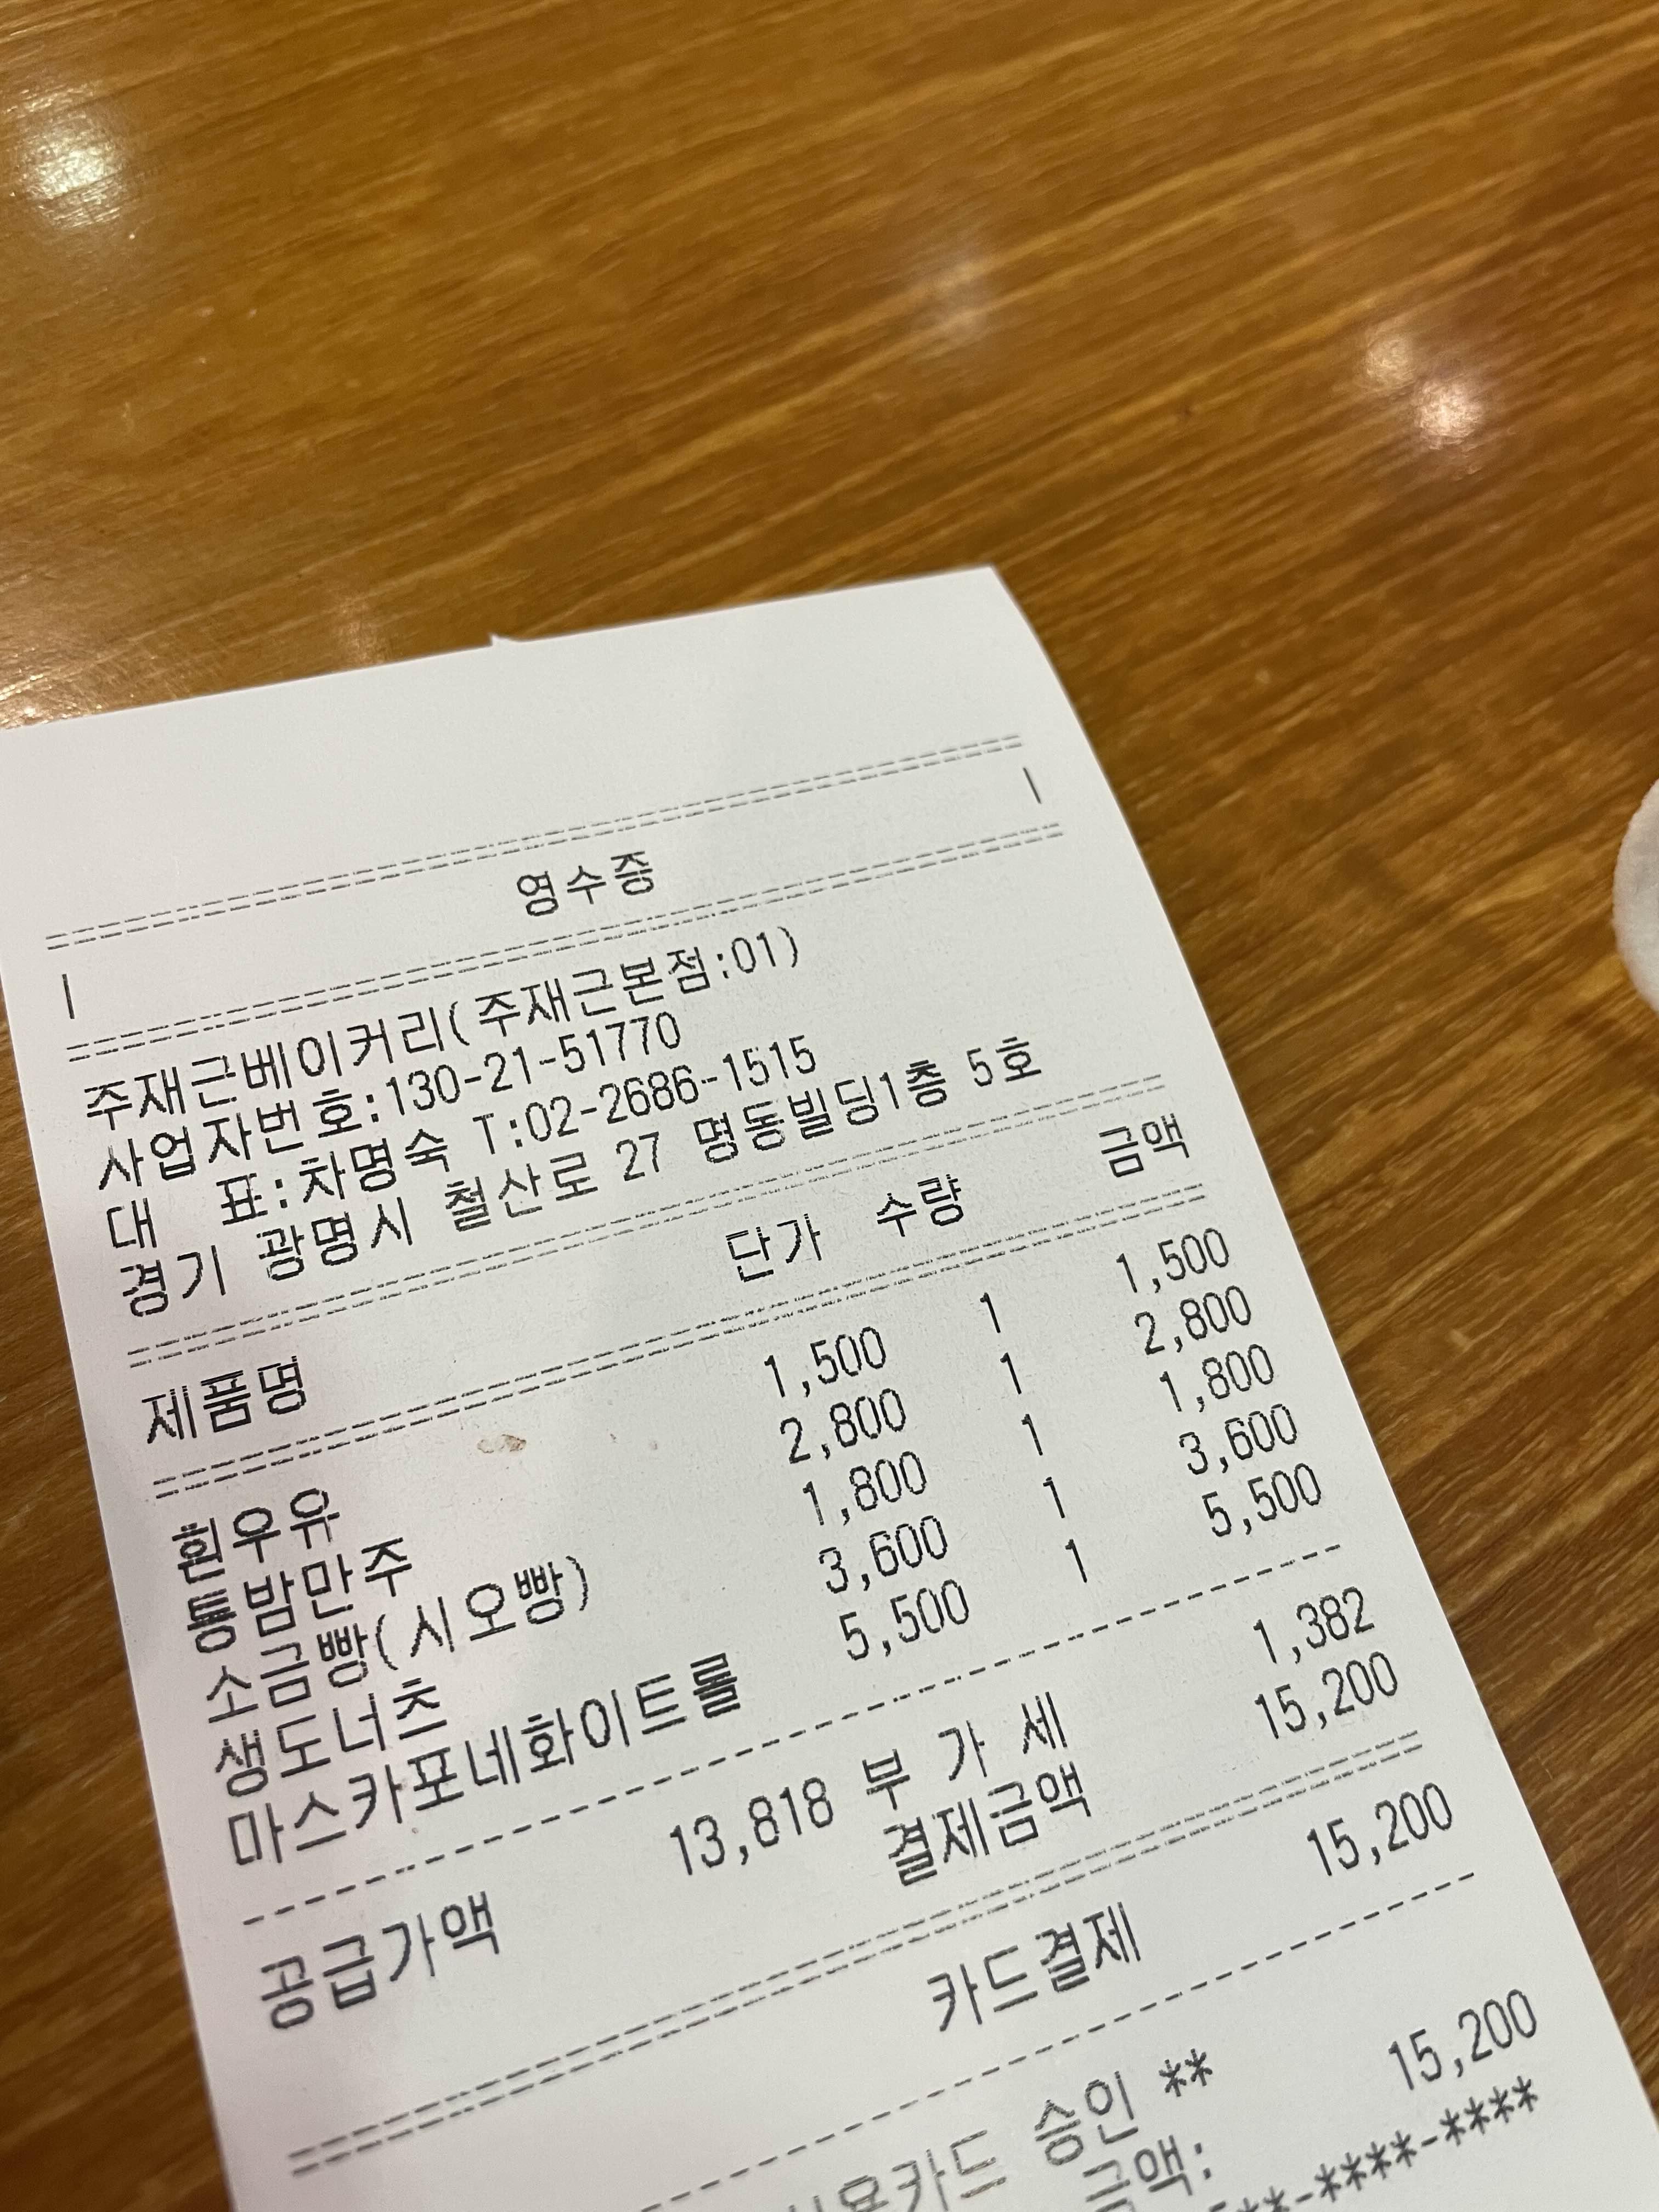 영수증
주재근베이커리(주재근본점:01)
사업자번호:130-21-51770
대 표:차명숙 T:02-2686-1515
경기 광명시 철산로 27 명동빌딩1층 5호
제품명 단가 수량 금액
흰우유 1,500 1 1,500
통밤만주 2,800 1 2,800
소금빵(시오빵) 1,800 1 1,800
생도너츠 3,600 1 3,600
마스카포네화이트롤 5,500 1 5,500
공급가액 13,818 부 가 세 1,382
결제금액 15,200
카드결제 15,200
카드 승인 **
금액: 15,200
**-****-****